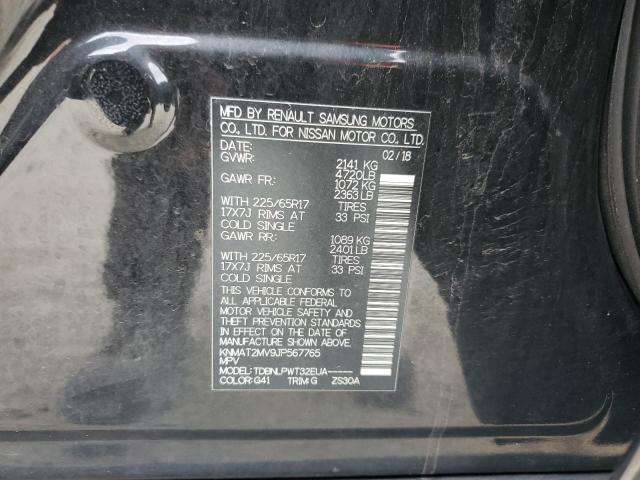 MFD BY RENAULT SAMSUNG MOTORS
CO., LTD. FOR NISSAN MOTOR CO., LTD.
DATE: 02/18
GVWR: 2141 KG
4720LB
GAWR FR: 1072 KG
2363LB
WITH 225/65R17 TIRES
17X7J RIMS AT 33 PSI
COLD SINGLE
GAWR RR: 1089 KG
2401LB
WITH 225/65R17 TIRES
17X7J RIMS AT 33 PSI
COLD SINGLE
THIS VEHICLE CONFORMS TO
ALL APPLICABLE FEDERAL
MOTOR VEHICLE SAFETY AND
THEFT PREVENTION STANDARDS
IN EFFECT ON THE DATE OF
MANUFACTURE SHOWN ABOVE.
KNMAT2MV9JP567765
MPV
MODEL: TDBNLPWT32EUA-----
COLOR: G41 TRIM: G ZS30A